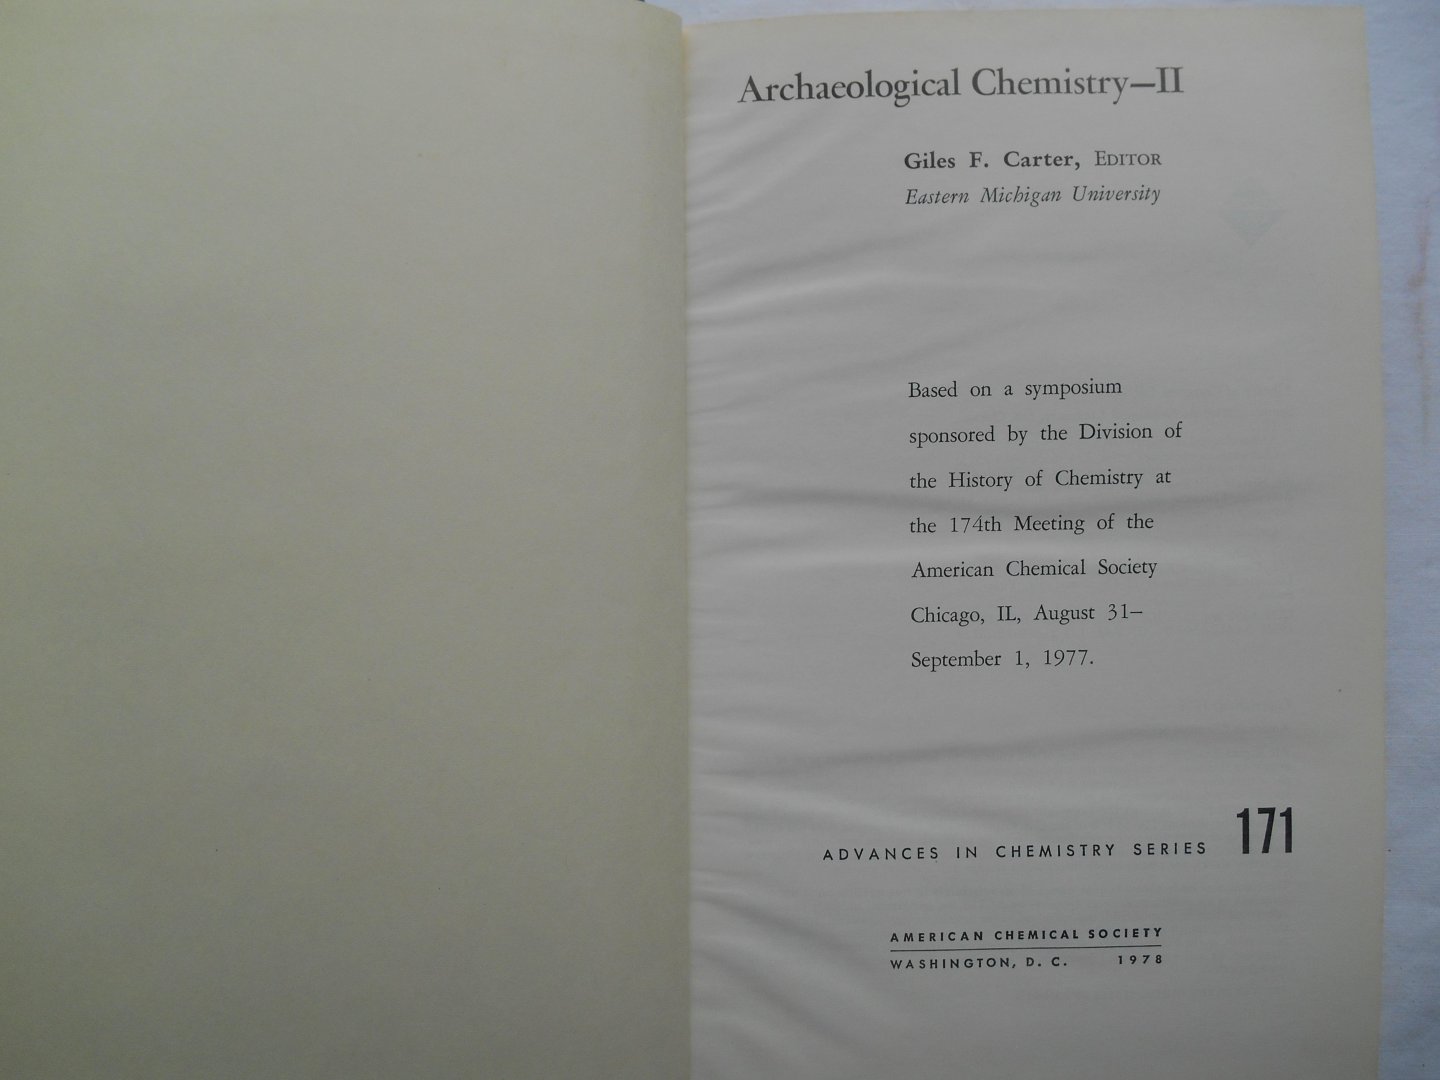 Archaeological Chemistry—II
Giles F. Carter, EDITOR
Eastern Michigan University
Based on a symposium
sponsored by the Division of
the History of Chemistry at
the 174th Meeting of the
American Chemical Society
Chicago, IL, August 31–
September 1, 1977.
ADVANCES IN CHEMISTRY SERIES 171
AMERICAN CHEMICAL SOCIETY
WASHINGTON, D. C. 1978